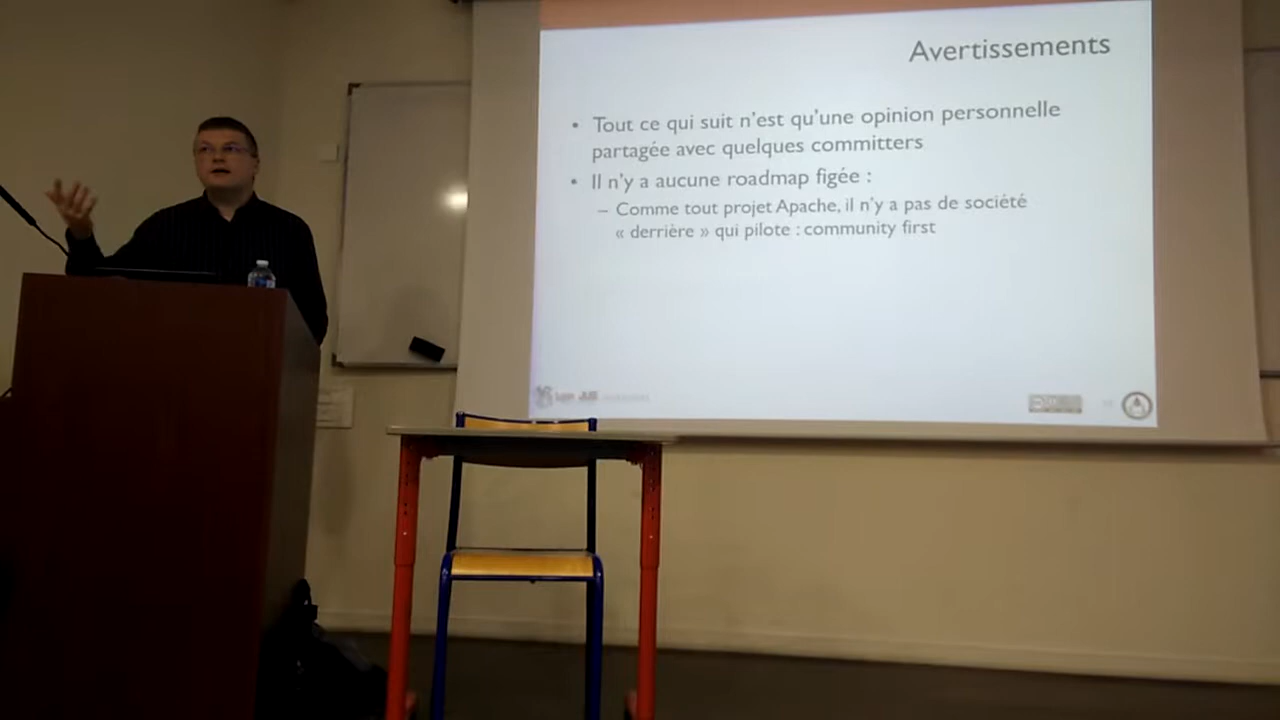 Avertissements
• Tout ce qui suit n'est qu'une opinion personnelle
partagée avec quelques committers
• Il n'y a aucune roadmap figée :
– Comme tout projet Apache, il n'y a pas de société
« derrière » qui pilote : community first
JUG